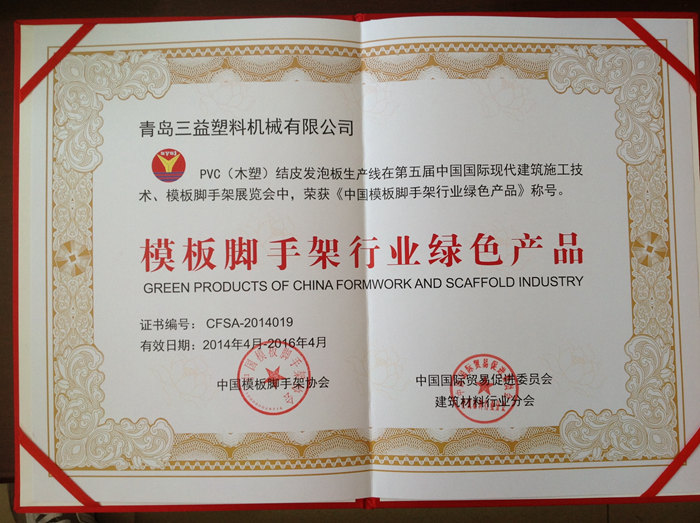 青岛三益塑料机械有限公司
SYSJ
PVC（木塑）结皮发泡板生产线在第五届中国国际现代建筑施工技
术、模板脚手架展览会中，荣获《中国模板脚手架行业绿色产品》称号。
模板脚手架行业绿色产品
GREEN PRODUCTS OF CHINA FORMWORK AND SCAFFOLD INDUSTRY
证书编号： CFSA-2014019
有效日期：2014年4月-2016年4月
中国模板脚手架协会
中国国际贸易促进委员会
建筑材料行业分会